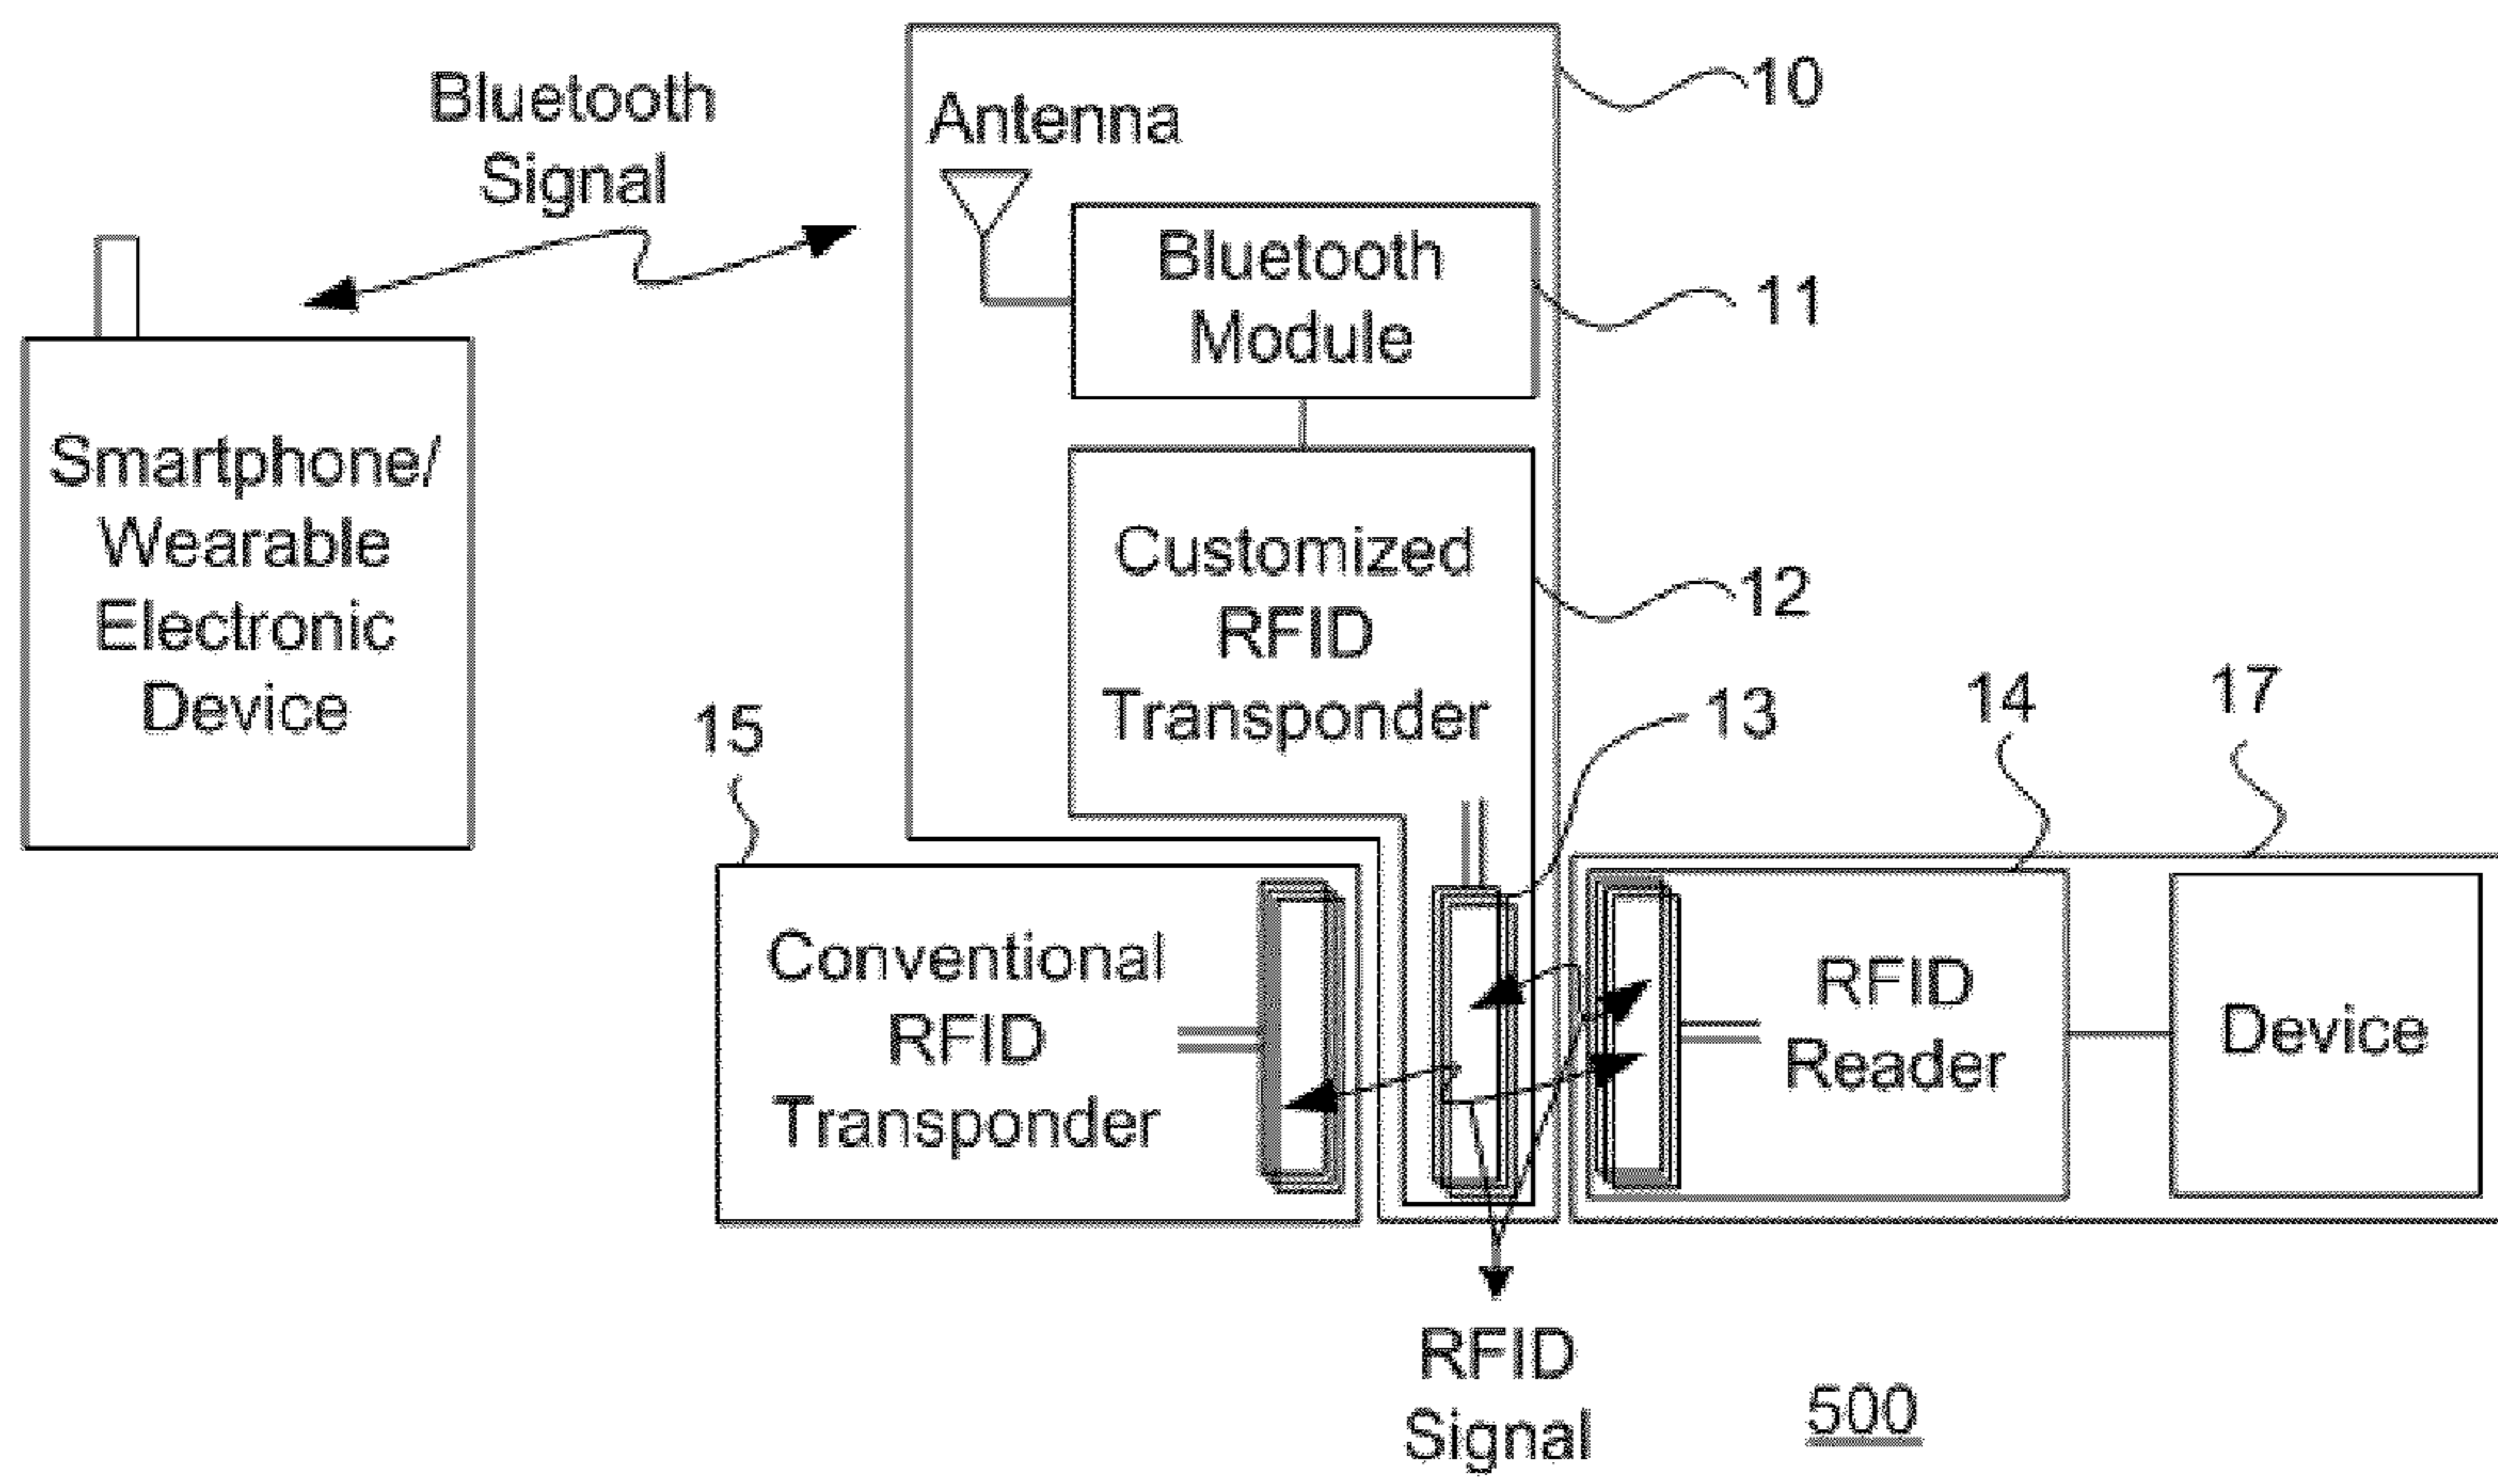 Bluetooth
Signal
Antenna
10
Bluetooth
Module
11
Smartphone/
Wearable
Electronic
Device
Customized
RFID
Transponder
12
13
14
17
15
Conventional
RFID
Transponder
RFID
Reader
Device
RFID
Signal
500